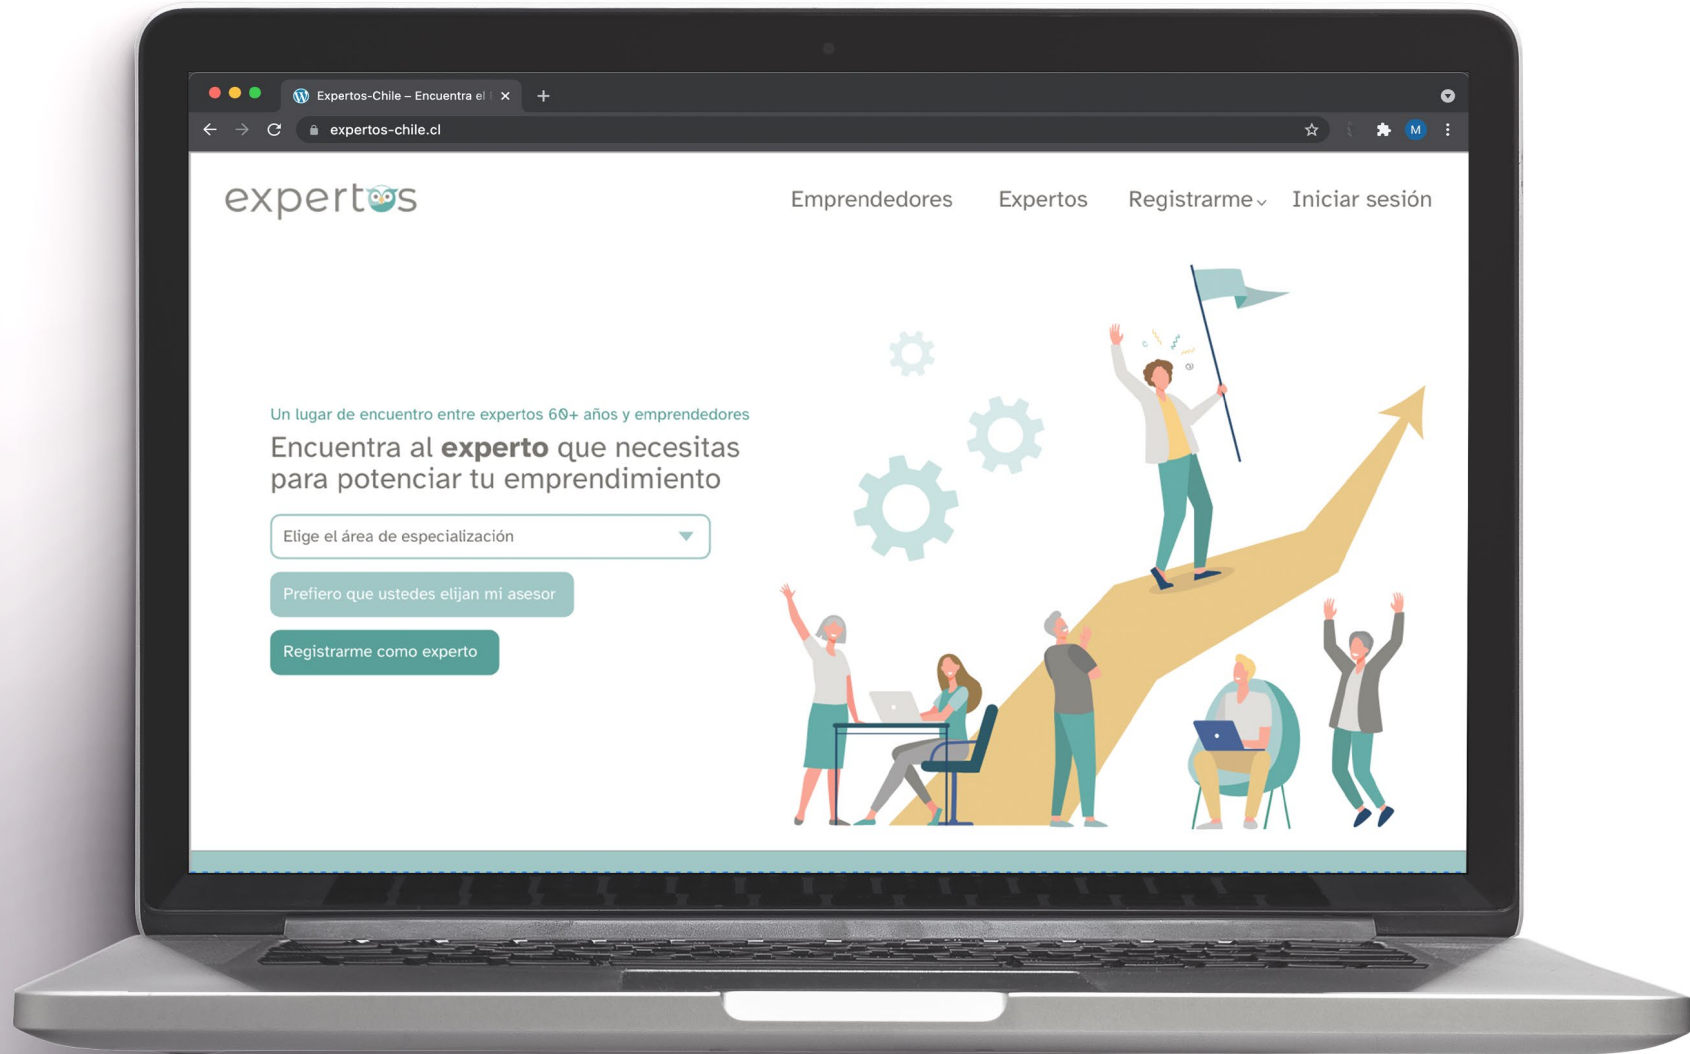 Expertos-Chile – Encuentra el
expertos-chile.cl
M
expertos
Emprendedores Expertos Registrarme Iniciar sesión
Un lugar de encuentro entre expertos 60+ años y emprendedores
Encuentra al experto que necesitas
para potenciar tu emprendimiento
Elige el área de especialización
Prefiero que ustedes elijan mi asesor
Registrarme como experto